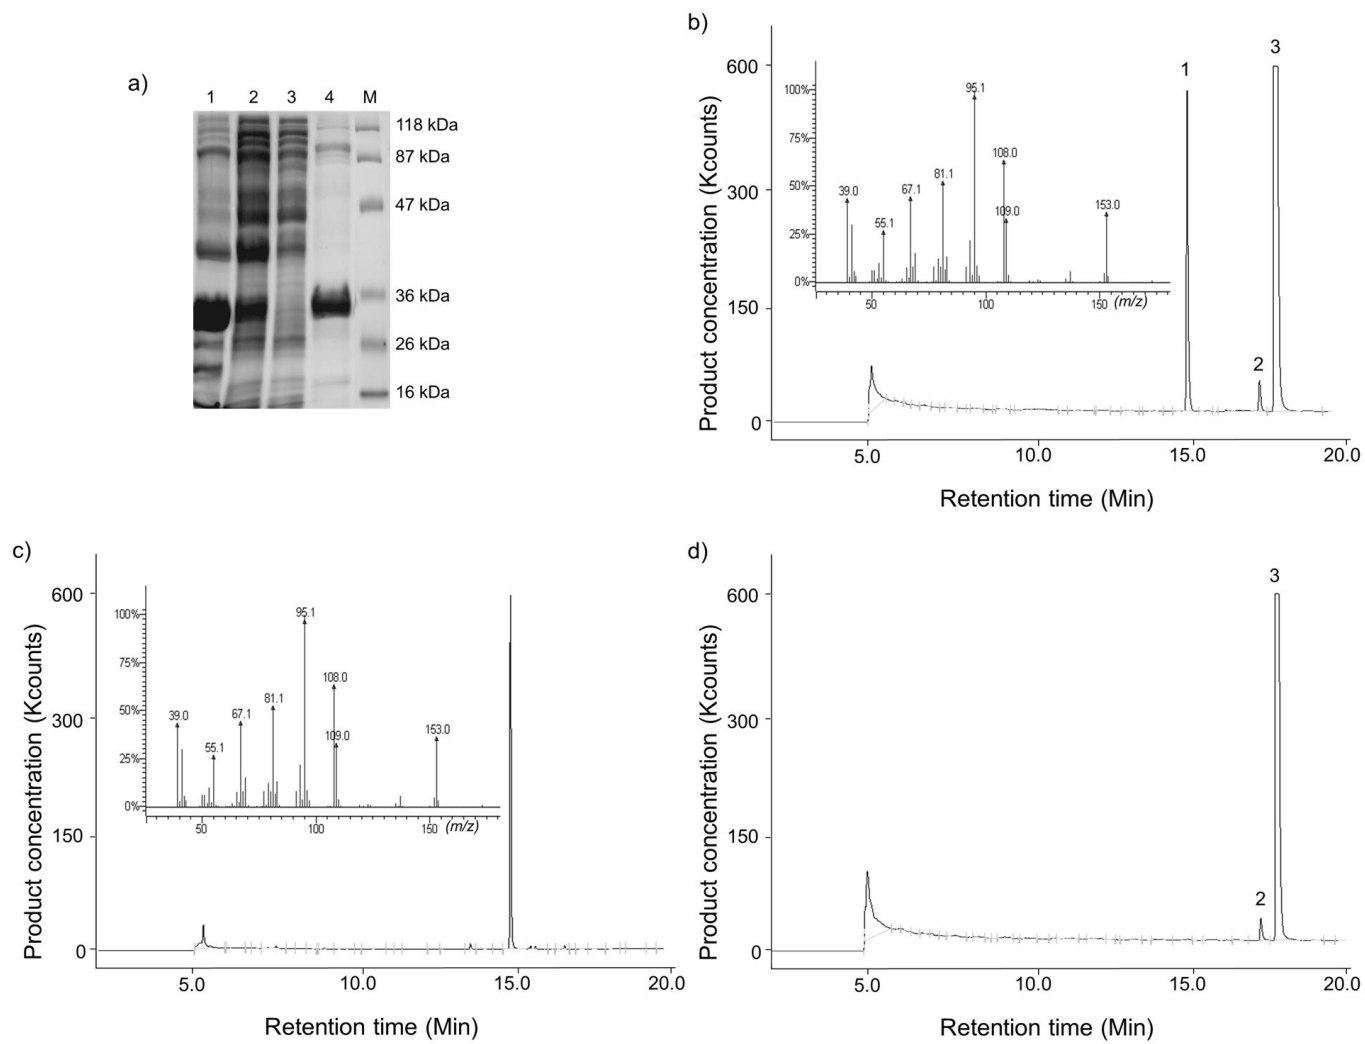 a)
1 2 3 4 M
118 kDa
87 kDa
47 kDa
36 kDa
26 kDa
16 kDa
b)
Product concentration (Kcounts)
600
300
150
0
1
2
3
100%
75%
50%
25%
0%
39.0
55.1
67.1
81.1
95.1
108.0
109.0
153.0
50 100 150 (m/z)
5.0 10.0 15.0 20.0
Retention time (Min)
c)
Product concentration (Kcounts)
600
300
150
0
100%
75%
50%
25%
0%
39.0
55.1
67.1
81.1
95.1
108.0
109.0
153.0
50 100 150 (m/z)
5.0 10.0 15.0 20.0
Retention time (Min)
d)
Product concentration (Kcounts)
600
300
150
0
2
3
5.0 10.0 15.0 20.0
Retention time (Min)